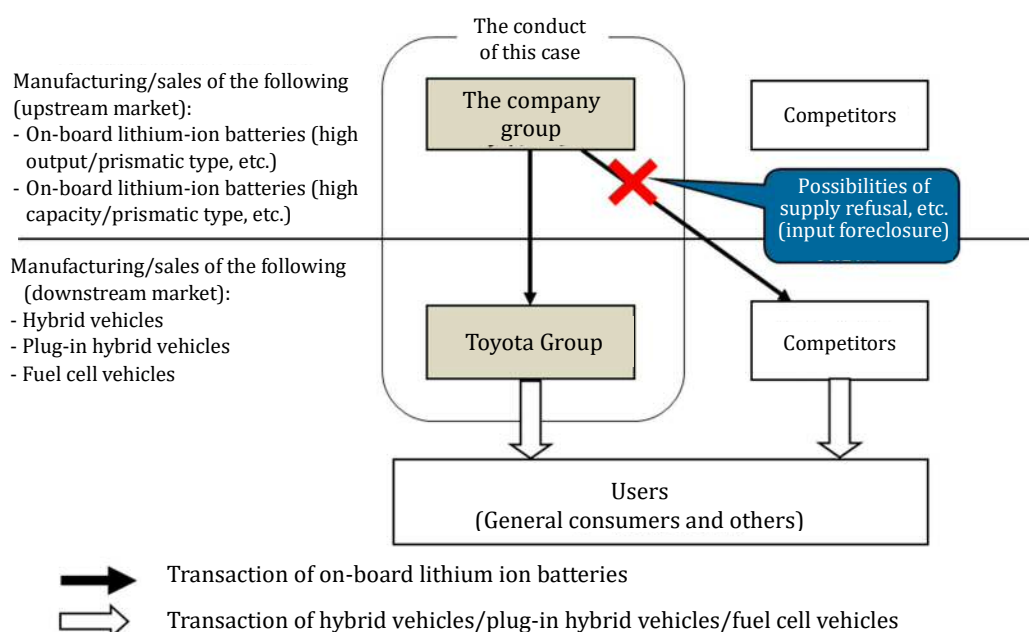 The conduct
of this case
Manufacturing/sales of the following
(upstream market):
- On-board lithium-ion batteries (high
output/prismatic type, etc.)
- On-board lithium-ion batteries (high
capacity/prismatic type, etc.)
The company
group
Competitors
Possibilities of
supply refusal, etc.
(input foreclosure)
Manufacturing/sales of the following
(downstream market):
- Hybrid vehicles
- Plug-in hybrid vehicles
- Fuel cell vehicles
Toyota Group
Competitors
Users
(General consumers and others)
Transaction of on-board lithium ion batteries
Transaction of hybrid vehicles/plug-in hybrid vehicles/fuel cell vehicles